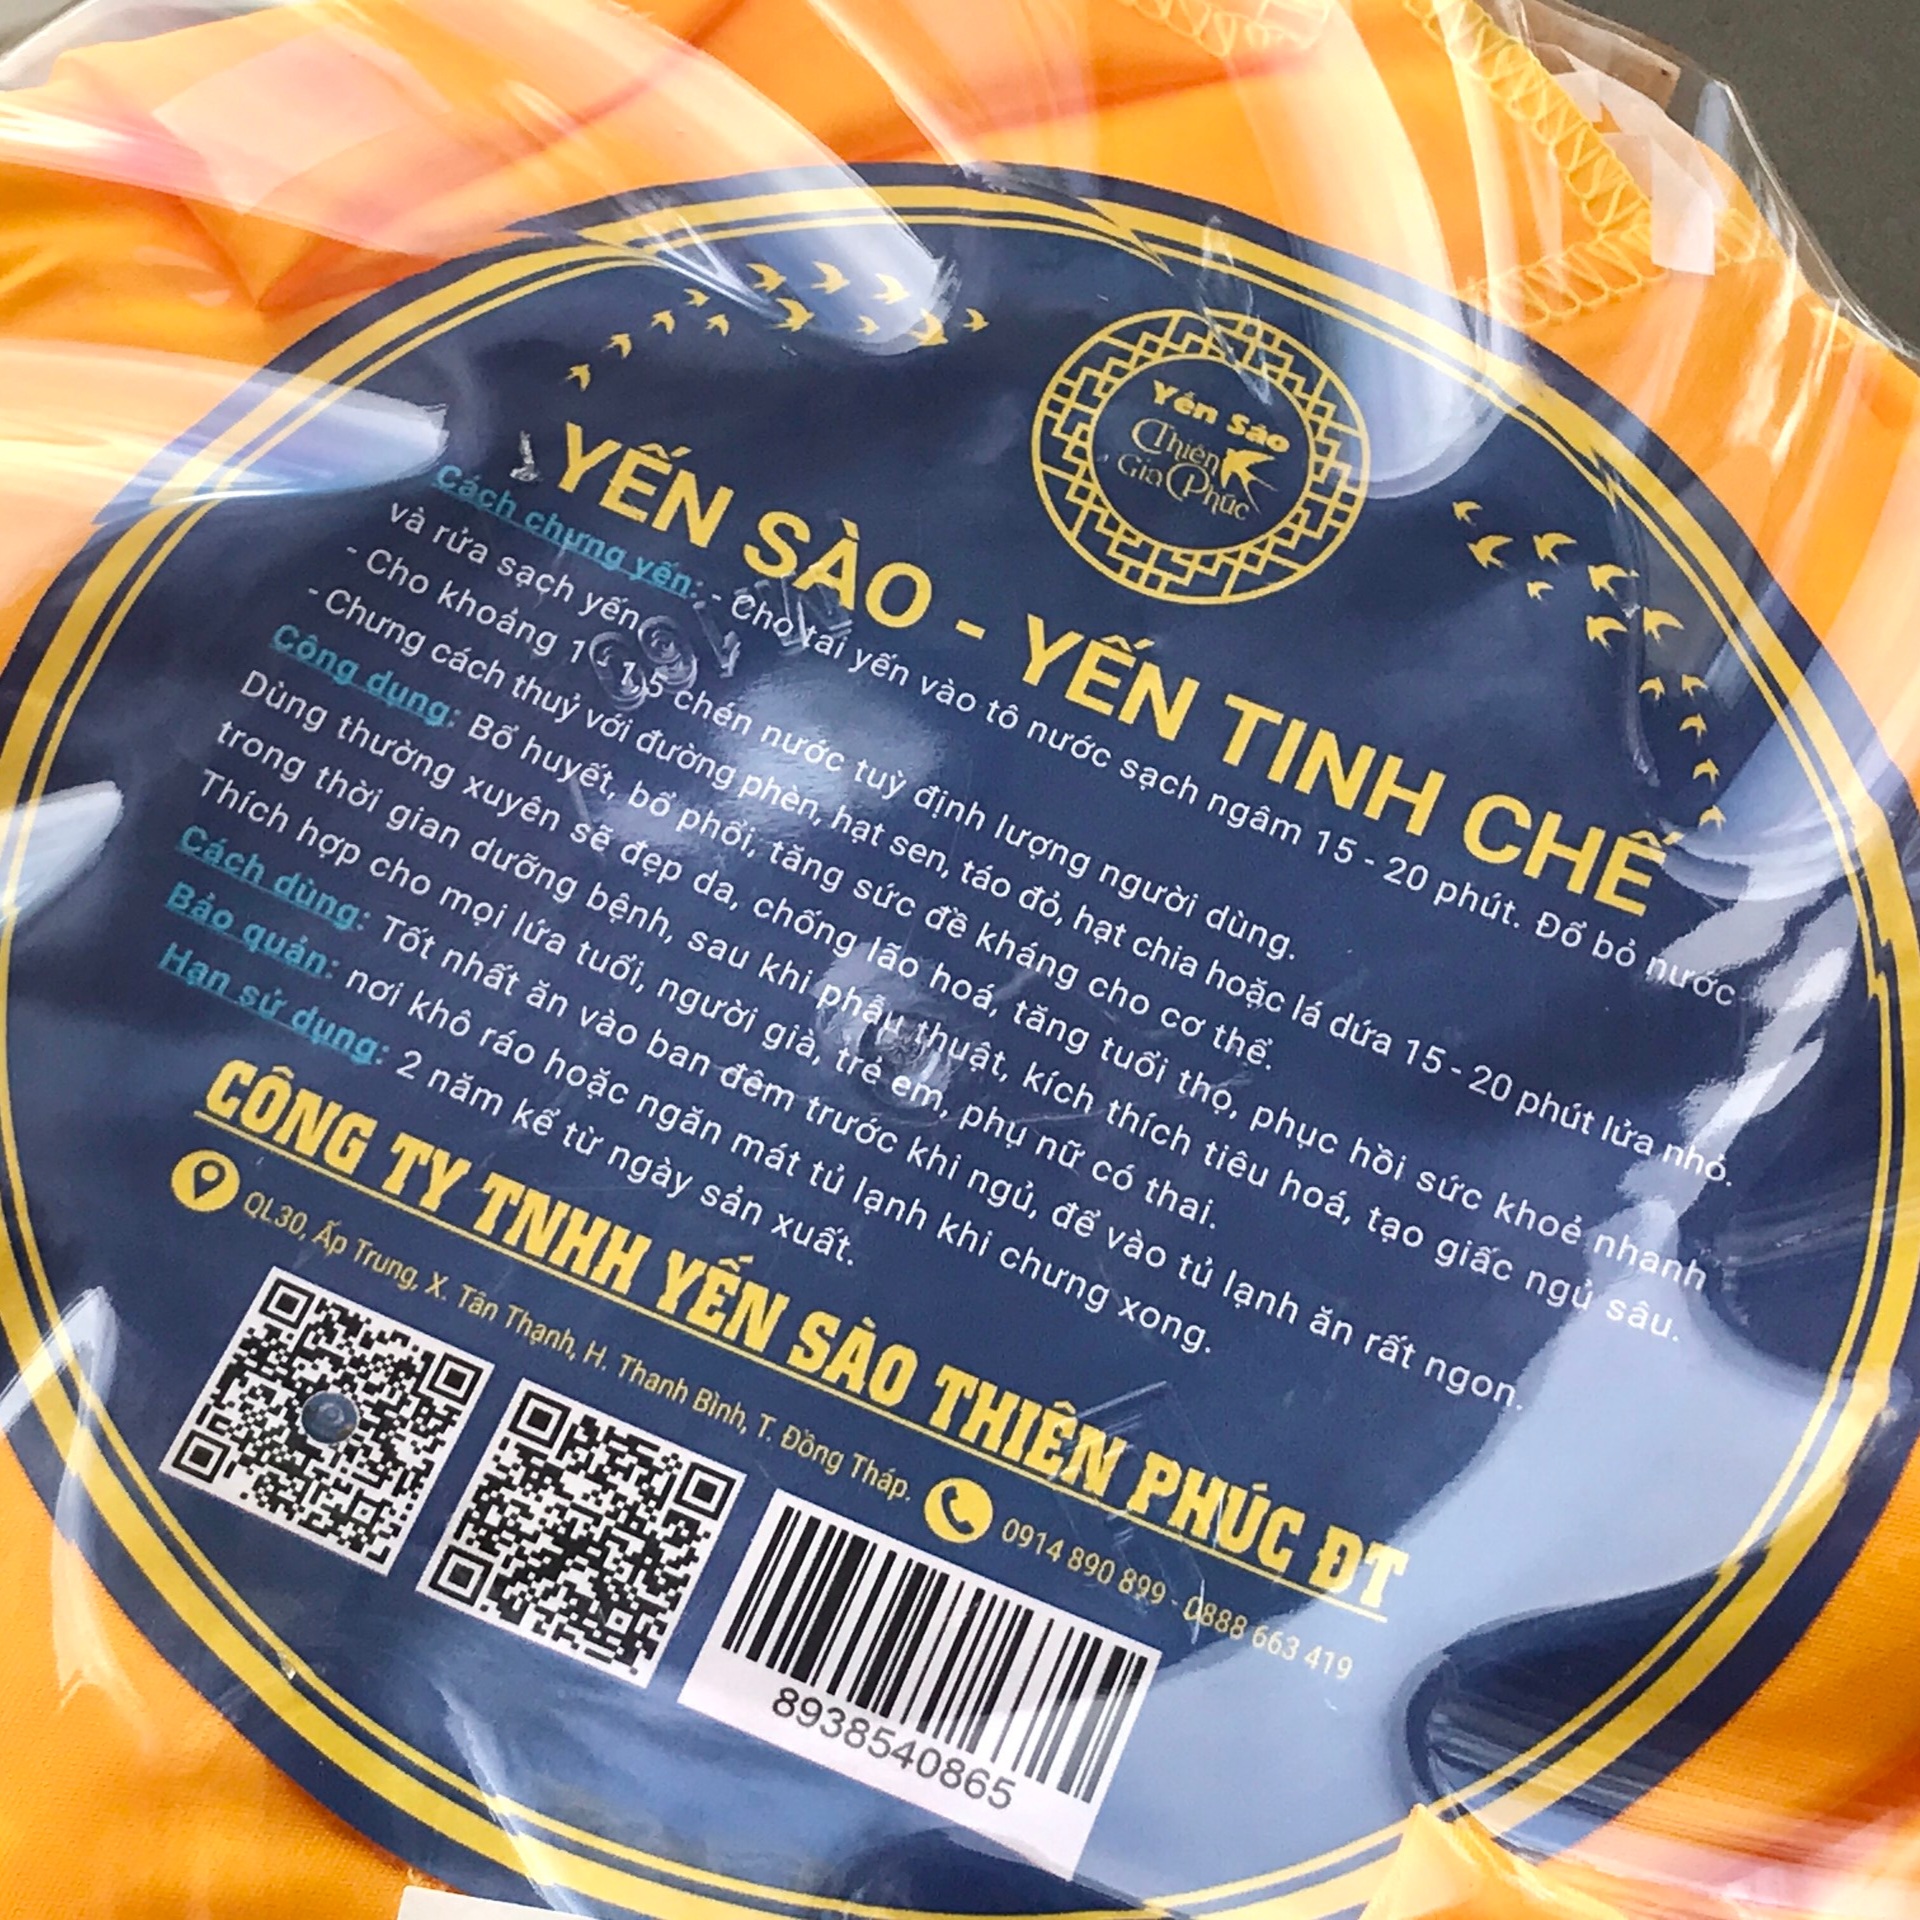 Yến Sào
Thiên
Gia Phúc
YẾN SÀO - YẾN TINH CHẾ
Cách chưng yến: - Cho tai yến vào tô nước sạch ngâm 15 - 20 phút. Đổ bỏ nước
và rửa sạch yến
- Cho khoảng 1 - 1,5 chén nước tuỳ định lượng người dùng.
- Chưng cách thuỷ với đường phèn, hạt sen, táo đỏ, hạt chia hoặc lá dứa 15 - 20 phút lửa nhỏ.
Công dụng: Bổ huyết, bổ phổi, tăng sức đề kháng cho cơ thể.
Dùng thường xuyên sẽ đẹp da, chống lão hoá, tăng tuổi thọ, phục hồi sức khoẻ nhanh
trong thời gian dưỡng bệnh, sau khi phẫu thuật, kích thích tiêu hoá, tạo giấc ngủ sâu.
Thích hợp cho mọi lứa tuổi, người già, trẻ em, phụ nữ có thai.
Cách dùng: Tốt nhất ăn vào ban đêm trước khi ngủ, để vào tủ lạnh ăn rất ngon.
Bảo quản: nơi khô ráo hoặc ngăn mát tủ lạnh khi chưng xong.
Hạn sử dụng: 2 năm kể từ ngày sản xuất.
CÔNG TY TNHH YẾN SÀO THIÊN PHÚC ĐT
QL30, Ấp Trung, X. Tân Thạnh, H. Thanh Bình, T. Đồng Tháp. 0914 890 899 - 0888 663 419
8938540865